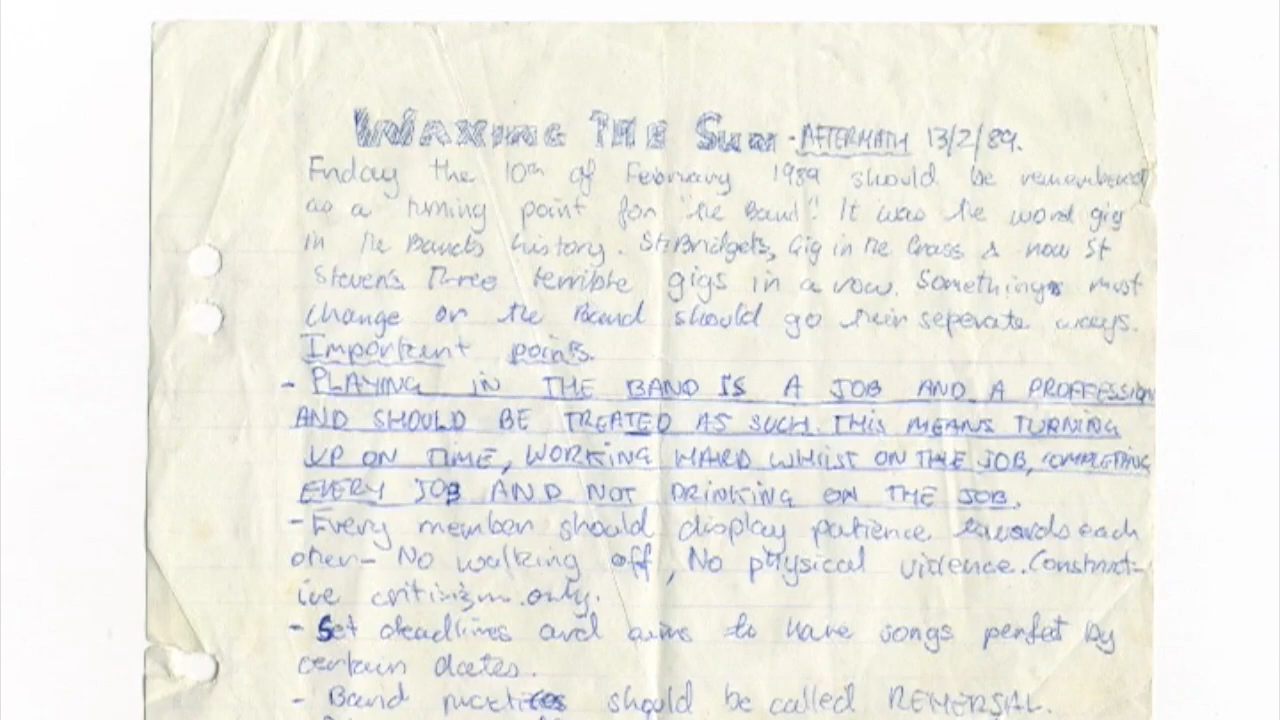 Waxing The Sun - AFTERMATH 13/2/89.
Friday the 10th of February 1989 should be remembered
as a turning point for "the Band". It was the worst gig
in the Bands history. St Bridgets, Gig in the Grass & now St
Steven's three terrible gigs in a row. Something must
change or the Band should go their seperate ways.
Important points.
- PLAYING IN THE BAND IS A JOB AND A PROFFESSION
AND SHOULD BE TREATED AS SUCH. THIS MEANS TURNING
UP ON TIME, WORKING HARD WHILST ON THE JOB, COMPLETING
EVERY JOB AND NOT DRINKING ON THE JOB.
- Every member should display patience towards each
other - No walking off, No physical violence. Construct-
ive critizism only.
- Set deadlines and aims to have songs perfet by
certain dates.
- Band practices should be called REHERSAL.